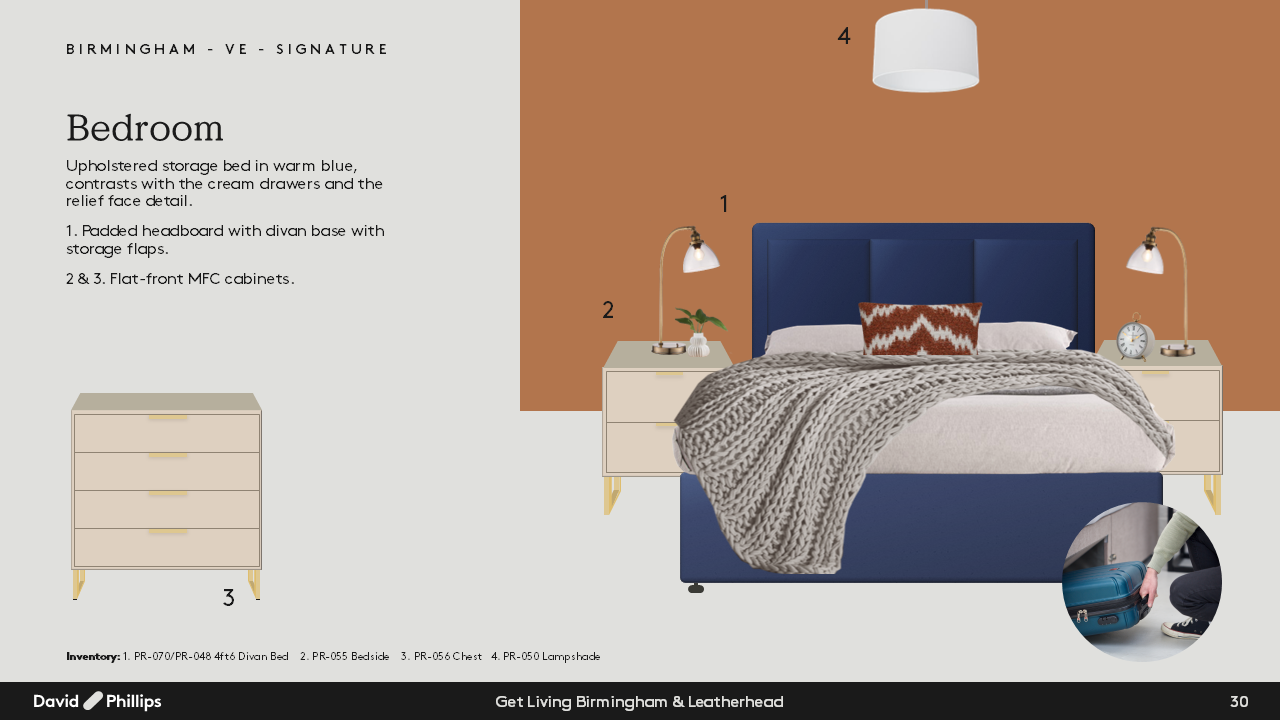 BIRMINGHAM - VE - SIGNATURE
4
Bedroom
Upholstered storage bed in warm blue,
contrasts with the cream drawers and the
relief face detail.
1
1. Padded headboard with divan base with
storage flaps.
2 & 3. Flat-front MFC cabinets.
2
3
Inventory: 1. PR-070/PR-048 4ft6 Divan Bed 2. PR-055 Bedside 3. PR-056 Chest 4. PR-050 Lampshade
David Phillips
Get Living Birmingham & Leatherhead
30